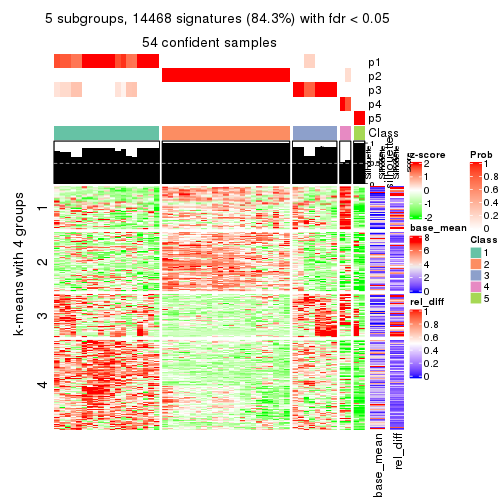 5 subgroups, 14468 signatures (84.3%) with fdr < 0.05
54 confident samples
p1
p2
p3
p4
p5
Class
1
silhouette
z-score
2
1
0
-1
-2
base_mean
8
6
4
2
0
rel_diff
1
0.8
0.6
0.4
0.2
0
Prob
1
0.8
0.6
0.4
0.2
0
Class
1
2
3
4
5
k-means with 4 groups
1
2
3
4
base_mean
rel_diff